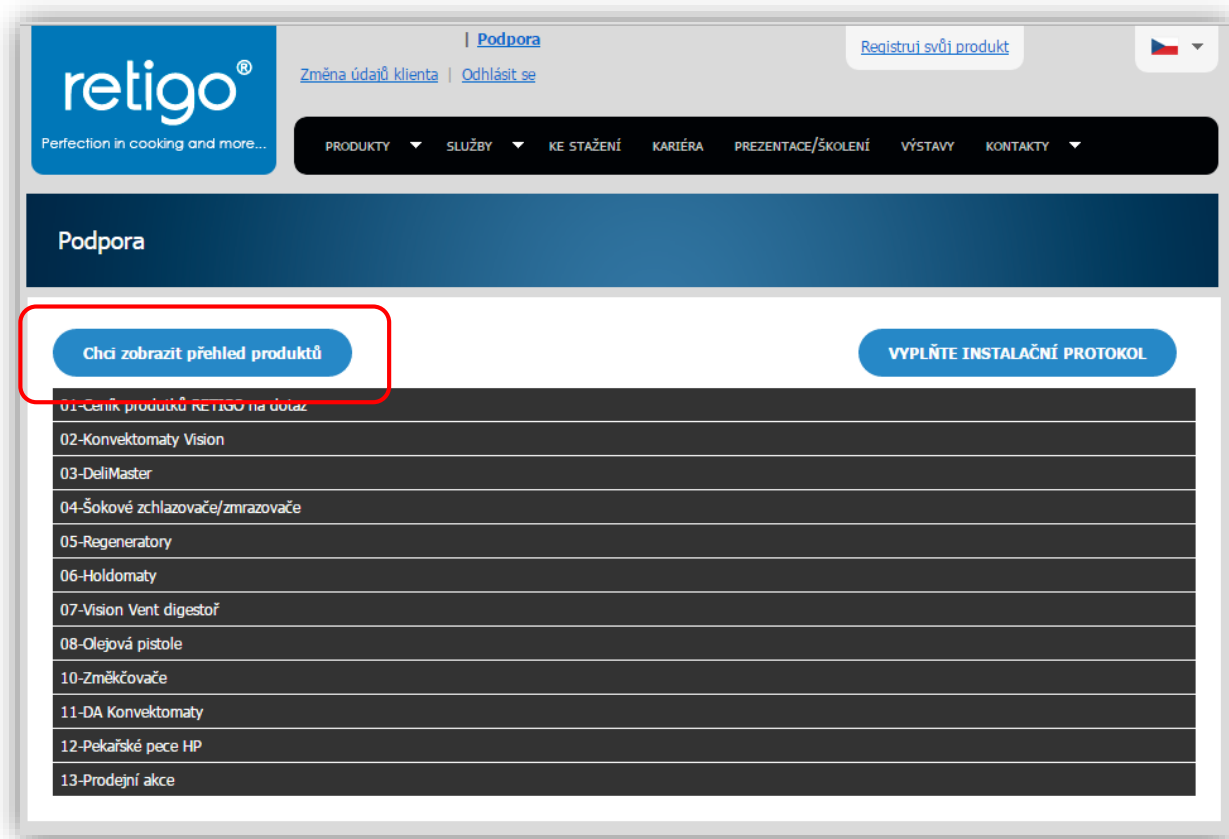 | Podpora
Registruj svůj produkt
retigo®
Změna údajů klienta | Odhlásit se
Perfection in cooking and more...
PRODUKTY SLUŽBY KE STAŽENÍ KARIÉRA PREZENTACE/ŠKOLENÍ VÝSTAVY KONTAKTY
Podpora
Chci zobrazit přehled produktů
VYPLŇTE INSTALAČNÍ PROTOKOL
01-Ceník produtků RETIGO na dotaz
02-Konvektomaty Vision
03-DeliMaster
04-Šokové zchlazovače/zmrazovače
05-Regeneratory
06-Holdomaty
07-Vision Vent digestoř
08-Olejová pistole
10-Změkčovače
11-DA Konvektomaty
12-Pekařské pece HP
13-Prodejní akce